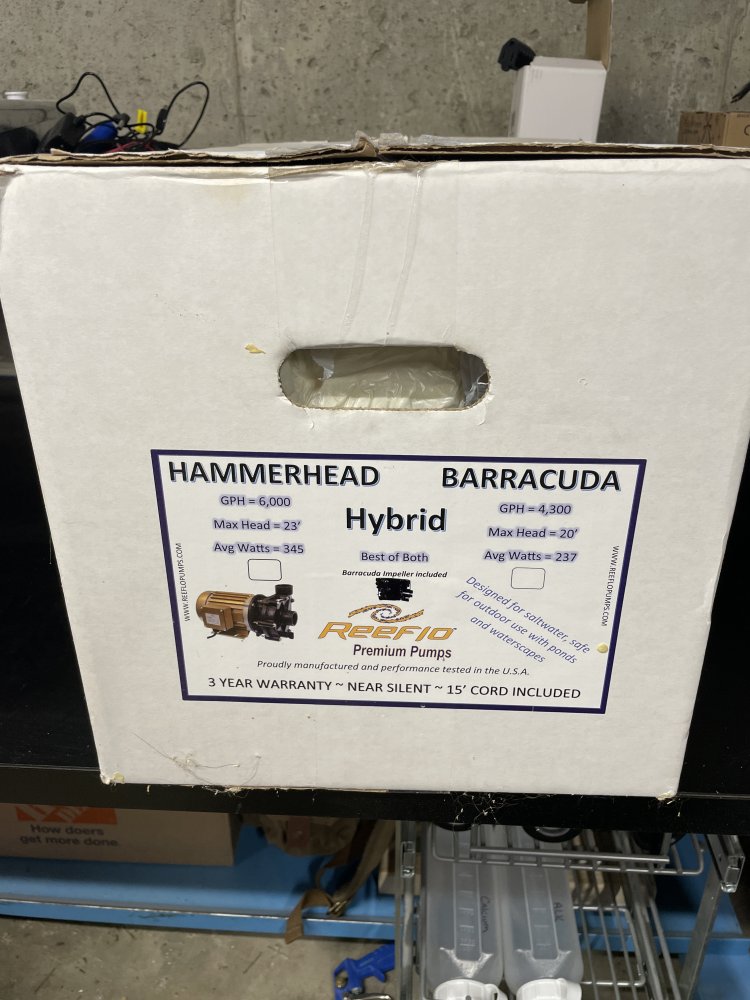 HAMMERHEAD
GPH = 6,000
Max Head = 23'
Avg Watts = 345
Hybrid
Best of Both
Barracuda Impeller included
BARRACUDA
GPH = 4,300
Max Head = 20'
Avg Watts = 237
WWW.REEFLOPUMPS.COM
WWW.REEFLOPUMPS.COM
Designed for saltwater, safe
for outdoor use with ponds
and waterscapes
REEFlO
Premium Pumps
Proudly manufactured and performance tested in the U.S.A.
3 YEAR WARRANTY ~ NEAR SILENT ~ 15' CORD INCLUDED
How doers
get more done.
Calcium
ALK